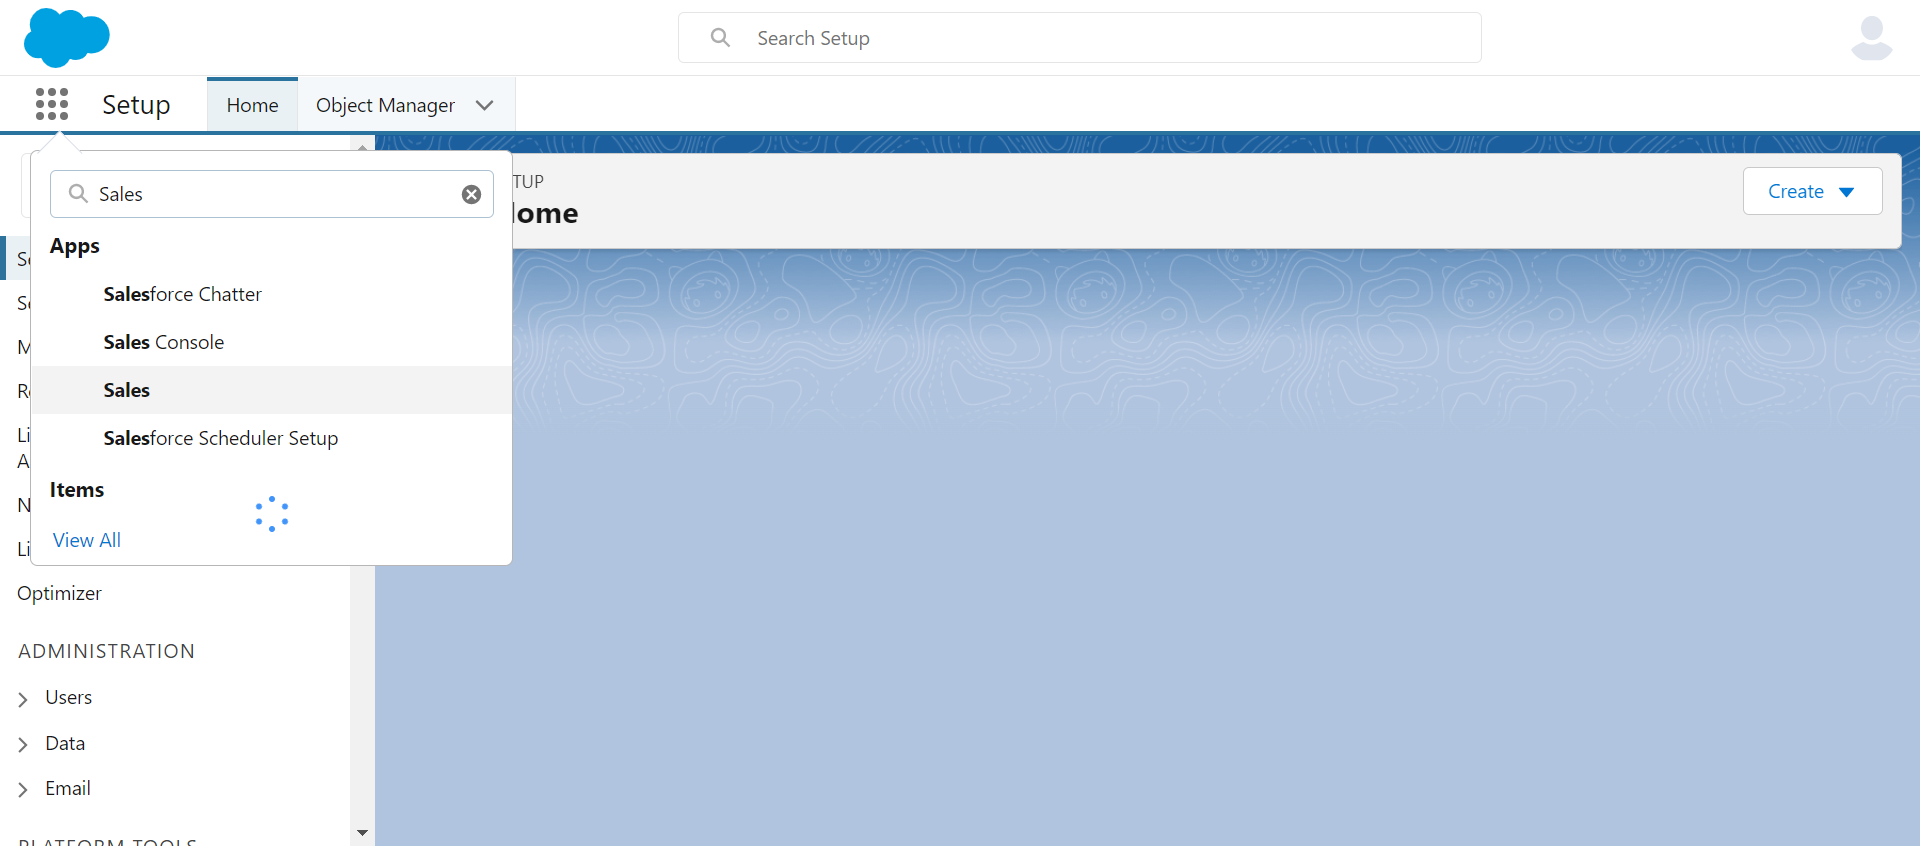 Search Setup
Setup
Home
Object Manager
Sales
TUP
ome
Create
Apps
Salesforce Chatter
Sales Console
Sales
Salesforce Scheduler Setup
Items
View All
S
S
M
R
Li
A
N
Li
Optimizer
ADMINISTRATION
Users
Data
Email
PLATFORM TOOLS